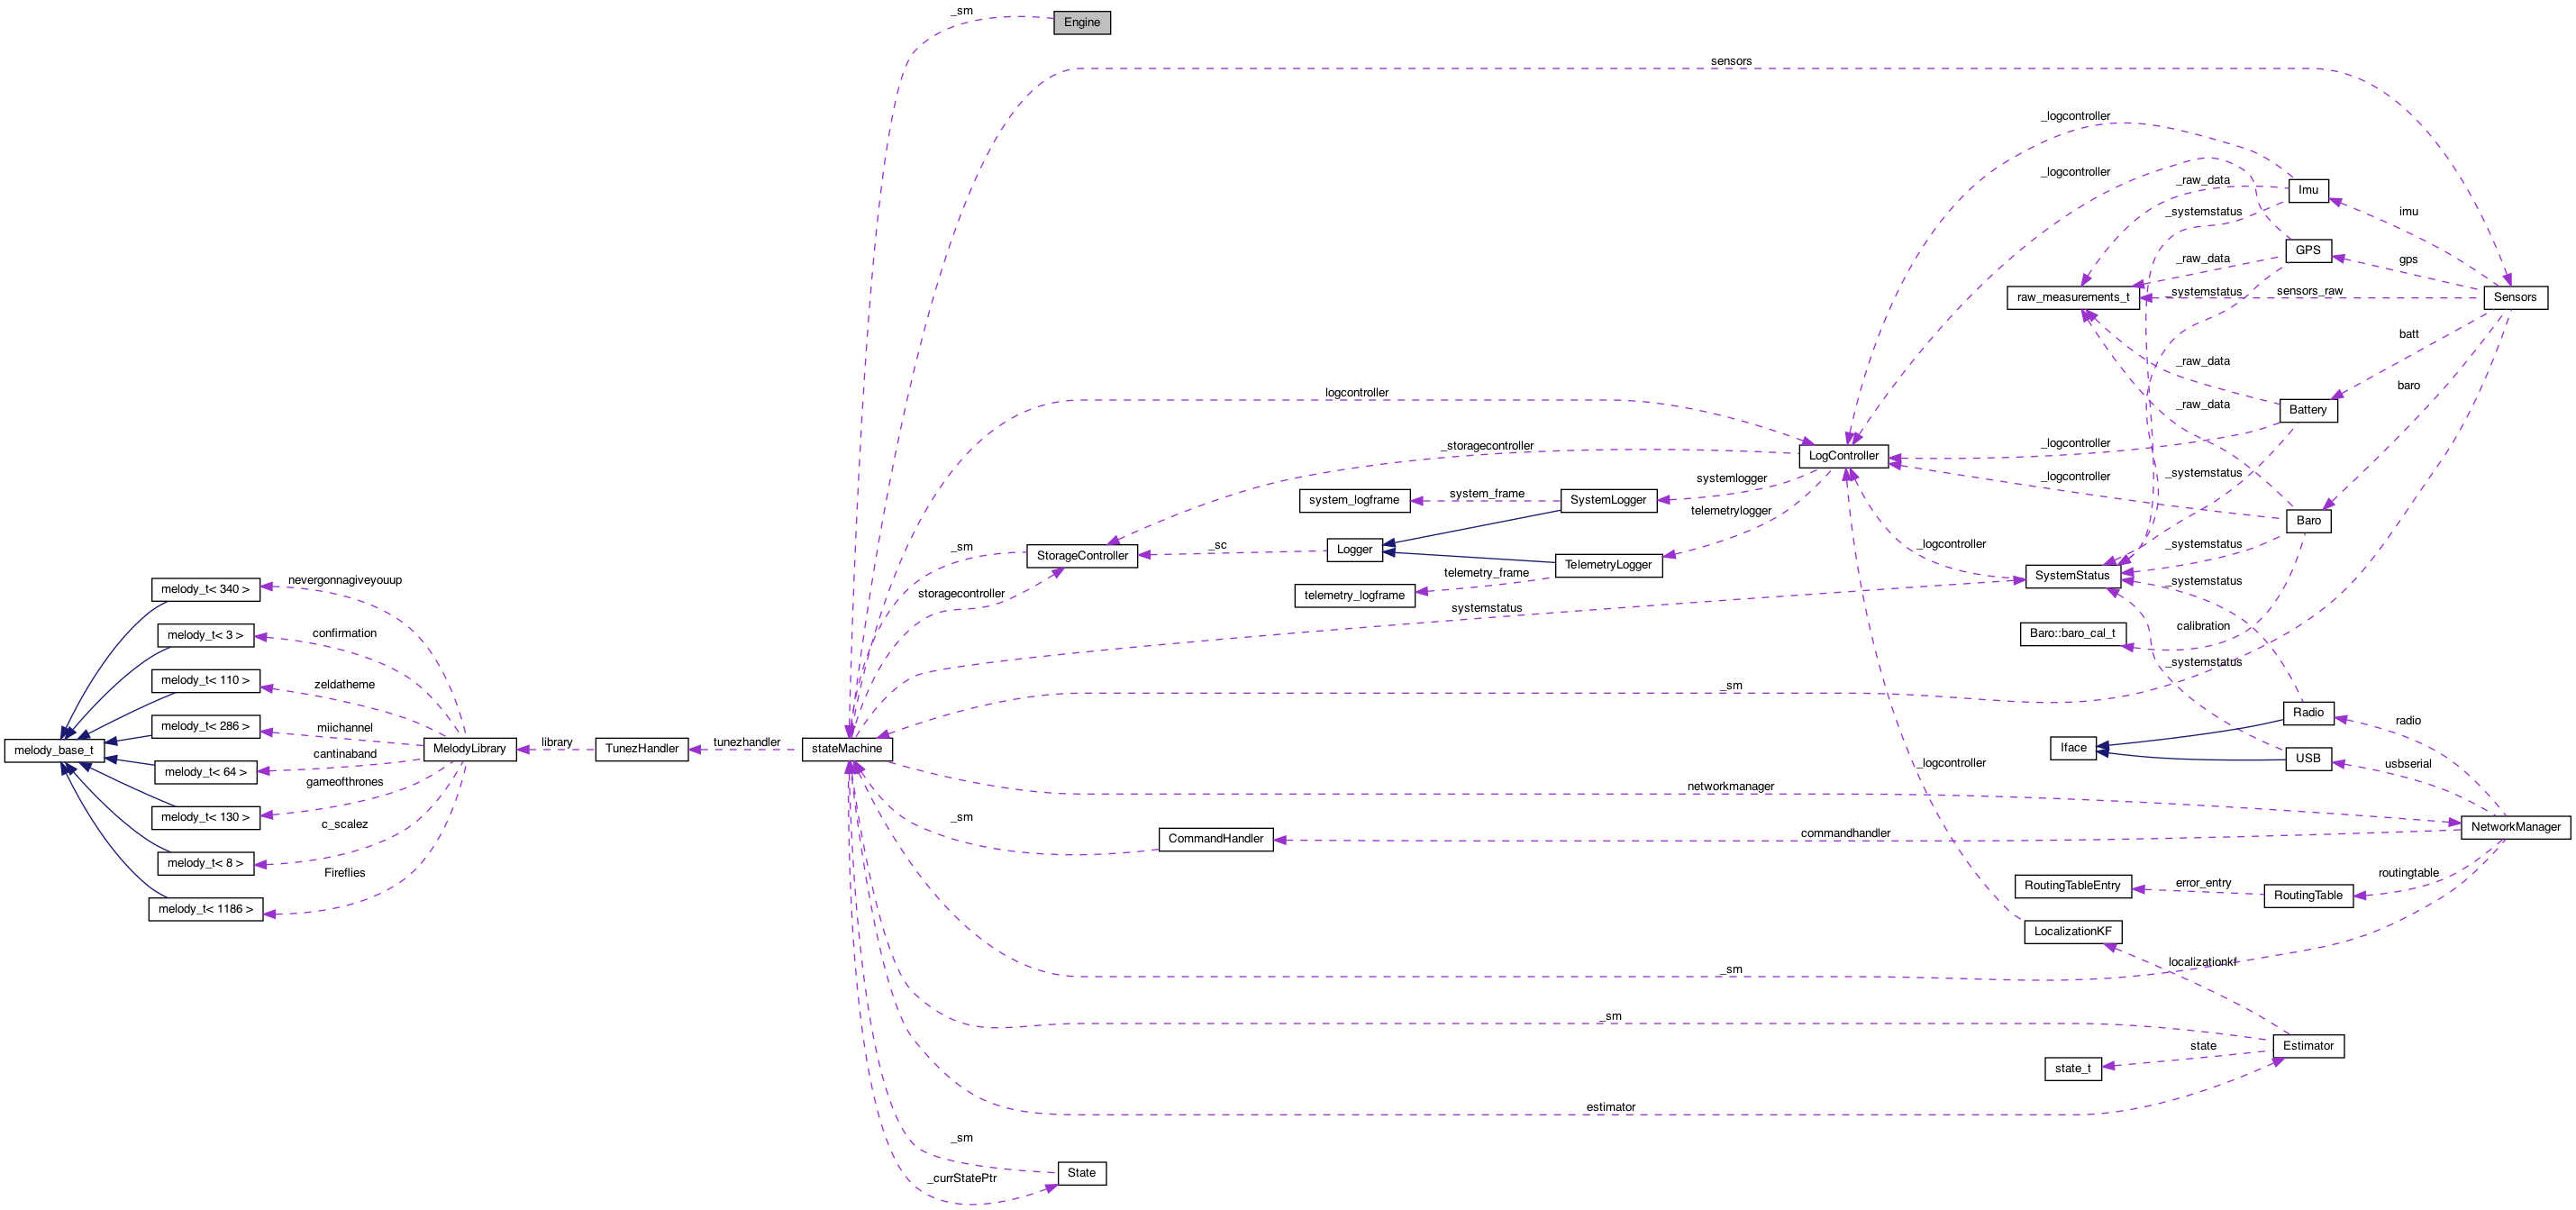 _sm
Engine
sensors
_logcontroller
_logcontroller
_raw_data
Imu
_systemstatus
imu
GPS
_raw_data
gps
raw_measurements_t
_systemstatus
sensors_raw
Sensors
batt
_raw_data
baro
logcontroller
_raw_data
Battery
_storagecontroller
_logcontroller
LogController
systemlogger
_logcontroller
_systemstatus
system_logframe
system_frame
SystemLogger
telemetrylogger
Baro
_sm
StorageController
_sc
Logger
_logcontroller
_systemstatus
TelemetryLogger
telemetry_frame
SystemStatus
_systemstatus
nevergonnagiveyouup
melody_t< 340 >
storagecontroller
telemetry_logframe
systemstatus
confirmation
melody_t< 3 >
Baro::baro_cal_t
calibration
_systemstatus
melody_t< 110 >
zeldatheme
_sm
melody_t< 286 >
miichannel
Radio
radio
melody_base_t
cantinaband
MelodyLibrary
library
TunezHandler
tunezhandler
stateMachine
Iface
USB
usbserial
_logcontroller
melody_t< 64 >
gameofthrones
networkmanager
melody_t< 130 >
c_scalez
_sm
CommandHandler
commandhandler
NetworkManager
melody_t< 8 >
Fireflies
routingtable
RoutingTableEntry
error_entry
RoutingTable
melody_t< 1186 >
LocalizationKF
localizationkf
_sm
_sm
state
Estimator
state_t
estimator
_sm
State
_currStatePtr